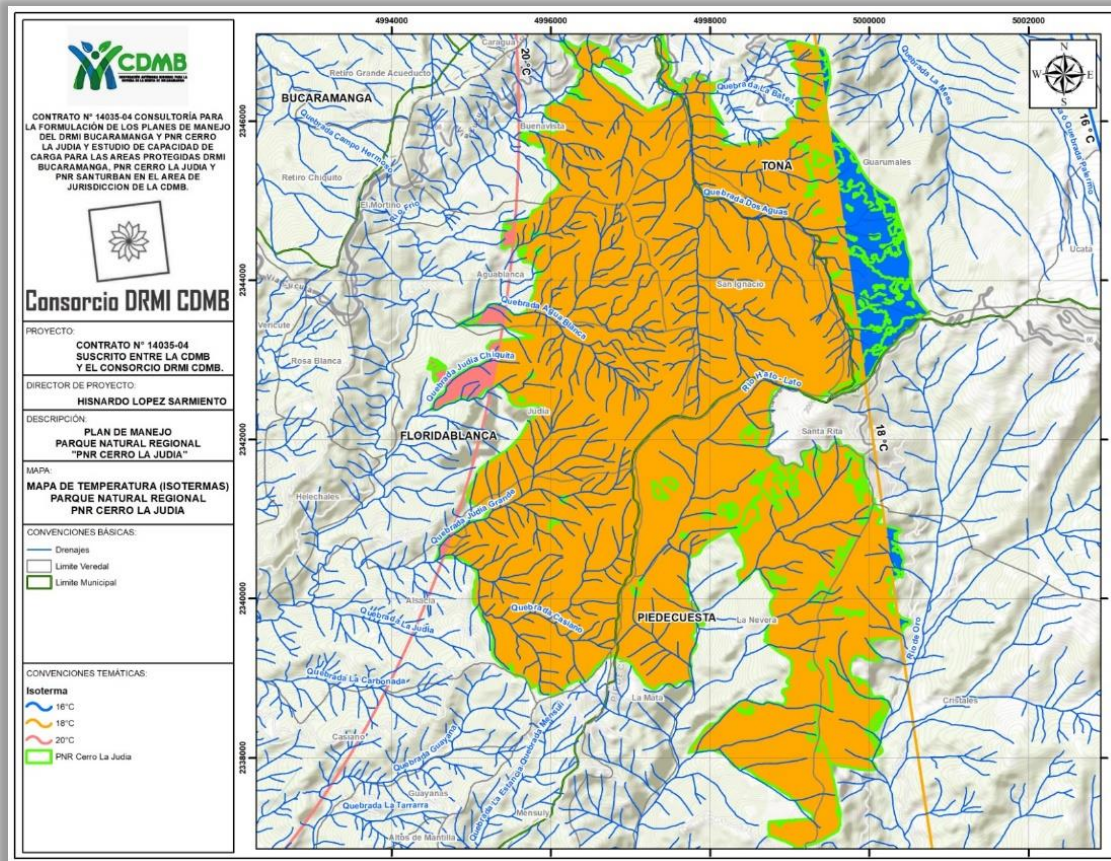 CDMB
CONTRATO N° 14035-04 CONSULTORÍA PARA
LA FORMULACIÓN DE LOS PLANES DE MANEJO
DEL DRMI BUCARAMANGA Y PNR CERRO
LA JUDIA Y ESTUDIO DE CAPACIDAD DE
CARGA PARA LAS AREAS PROTEGIDAS DRMI
BUCARAMANGA, PNR CERRO LA JUDIA Y
PNR SANTURBAN EN EL AREA DE
JURISDICCION DE LA CDMB.
Consorcio DRMI CDMB
PROYECTO:
CONTRATO N° 14035-04
SUSCRITO ENTRE LA CDMB
Y EL CONSORCIO DRMI CDMB.
DIRECTOR DE PROYECTO:
HISNARDO LOPEZ SARMIENTO
DESCRIPCIÓN:
PLAN DE MANEJO
PARQUE NATURAL REGIONAL
"PNR CERRO LA JUDIA"
MAPA:
MAPA DE TEMPERATURA (ISOTERMAS)
PARQUE NATURAL REGIONAL
PNR CERRO LA JUDIA
CONVENCIONES BÁSICAS:
Drenajes
Limite Veredal
Limite Municipal
CONVENCIONES TEMÁTICAS:
Isoterma
16°C
18°C
20°C
PNR Cerro La Judia
4994000
4996000
4998000
5000000
5002000
2346000
2344000
2342000
2340000
2338000
N
W
E
S
Caragua
20 °C
Retiro Grande Acueducto
BUCARAMANGA
Quebrada Campo Hermoso
Buenavista
Quebrada La Mesa
16 °C
TONA
Guarumales
Retiro Chiquito
El Mortiño
Río Frío
Quebrada Dos Aguas
Ucata
Aguablanca
San Ignacio
Vericute
Quebrada Agua Blanca
Rosa Blanca
Quebrada Judia Chiquita
Río Hato - Lato
Judia
Santa Rita
FLORIDABLANCA
18 °C
Helechales
Quebrada Judia Grande
Alsacia
Quebrada La Judia
Quebrada Casiano
PIEDECUESTA
La Nevera
Río de Oro
Quebrada La Carbonada
La Mata
Cristales
Casiano
Quebrada Guayana
Quebrada La Estancia Quebrada Mensuli
Guayanas
Quebrada La Tarrarra
Mensuly
Altos de Mantilla